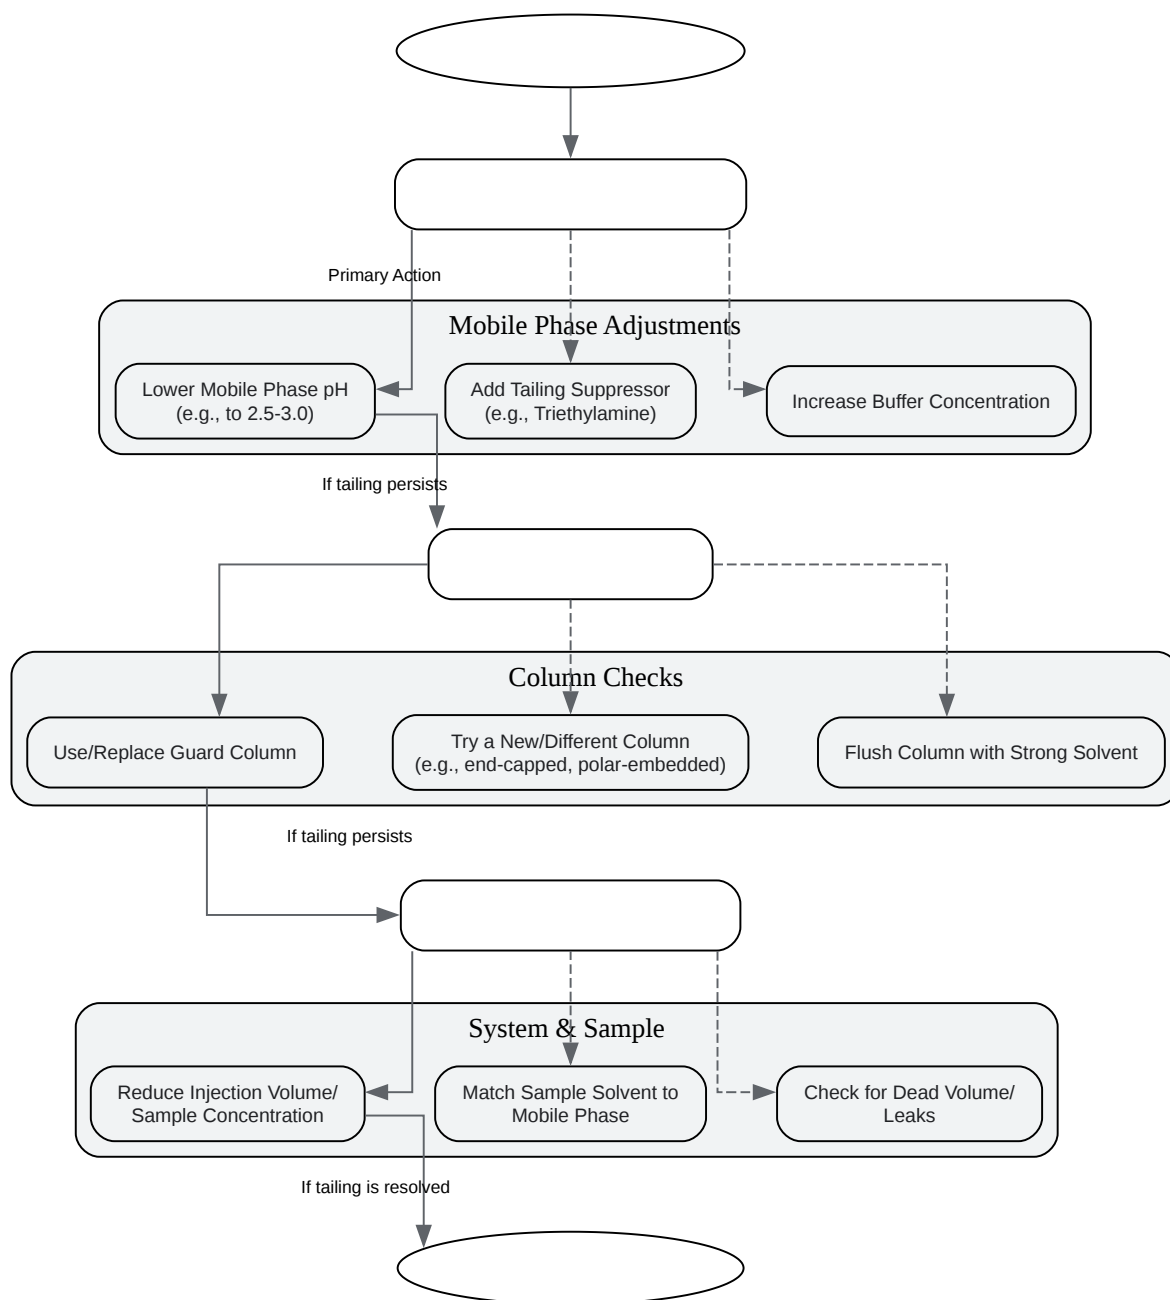 Primary Action
Mobile Phase Adjustments
Lower Mobile Phase pH
(e.g., to 2.5-3.0)
Add Tailing Suppressor
(e.g., Triethylamine)
Increase Buffer Concentration
If tailing persists
Column Checks
Use/Replace Guard Column
Try a New/Different Column
(e.g., end-capped, polar-embedded)
Flush Column with Strong Solvent
If tailing persists
System & Sample
Reduce Injection Volume/
Sample Concentration
Match Sample Solvent to
Mobile Phase
Check for Dead Volume/
Leaks
If tailing is resolved